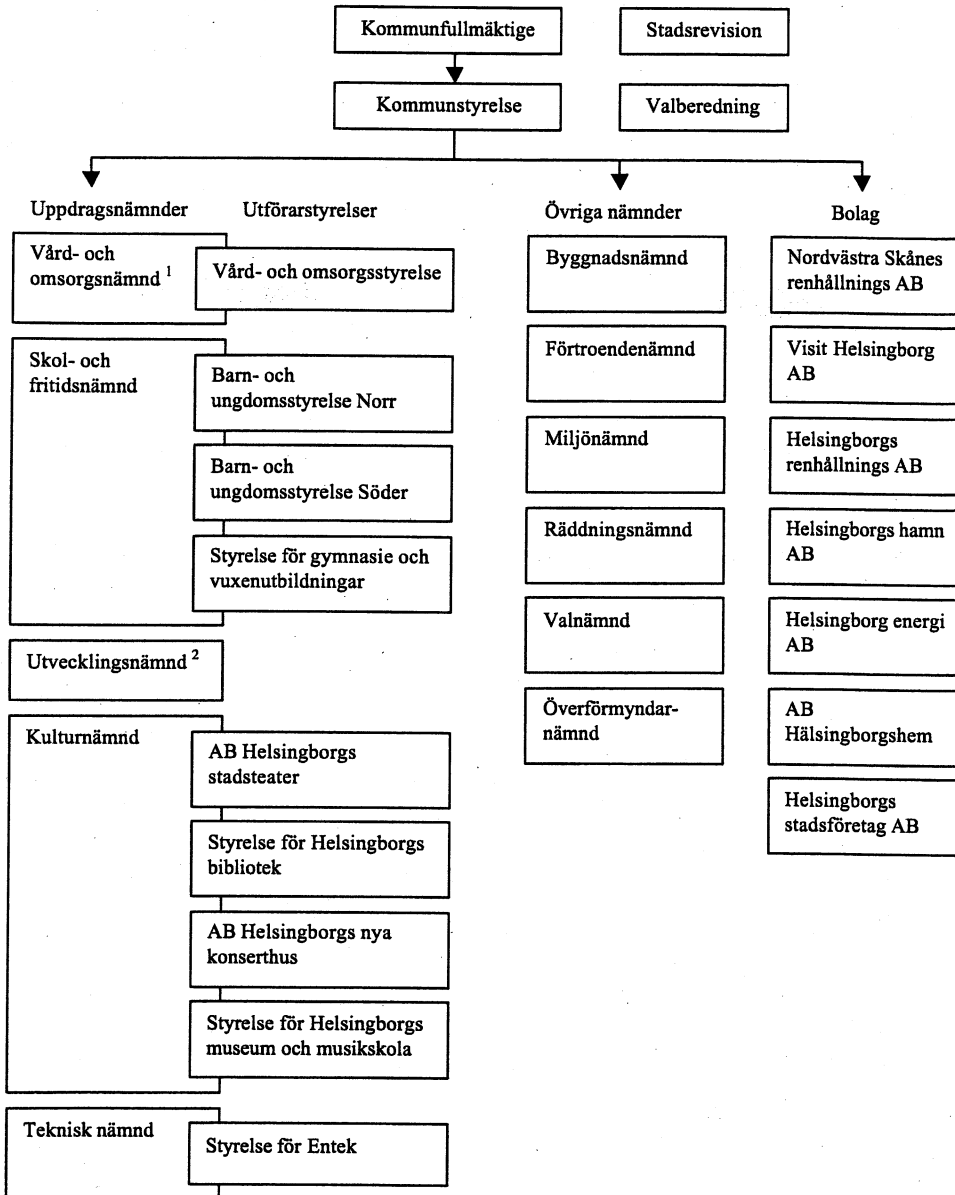 Kommunfullmäktige
Stadsrevision
Kommunstyrelse
Valberedning
Uppdragsnämnder
Utförarstyrelser
Övriga nämnder
Bolag
Vård- och
omsorgsnämnd 1
Vård- och omsorgsstyrelse
Skol- och
fritidsnämnd
Barn- och
ungdomsstyrelse Norr
Barn- och
ungdomsstyrelse Söder
Styrelse för gymnasie och
vuxenutbildningar
Utvecklingsnämnd 2
Kulturnämnd
AB Helsingborgs
stadsteater
Styrelse för Helsingborgs
bibliotek
AB Helsingborgs nya
konserthus
Styrelse för Helsingborgs
museum och musikskola
Teknisk nämnd
Styrelse för Entek
Byggnadsnämnd
Förtroendenämnd
Miljönämnd
Räddningsnämnd
Valnämnd
Överförmyndar-
nämnd
Nordvästra Skånes
renhållnings AB
Visit Helsingborg
AB
Helsingborgs
renhållnings AB
Helsingborgs hamn
AB
Helsingborg energi
AB
AB
Hälsingborgshem
Helsingborgs
stadsföretag AB